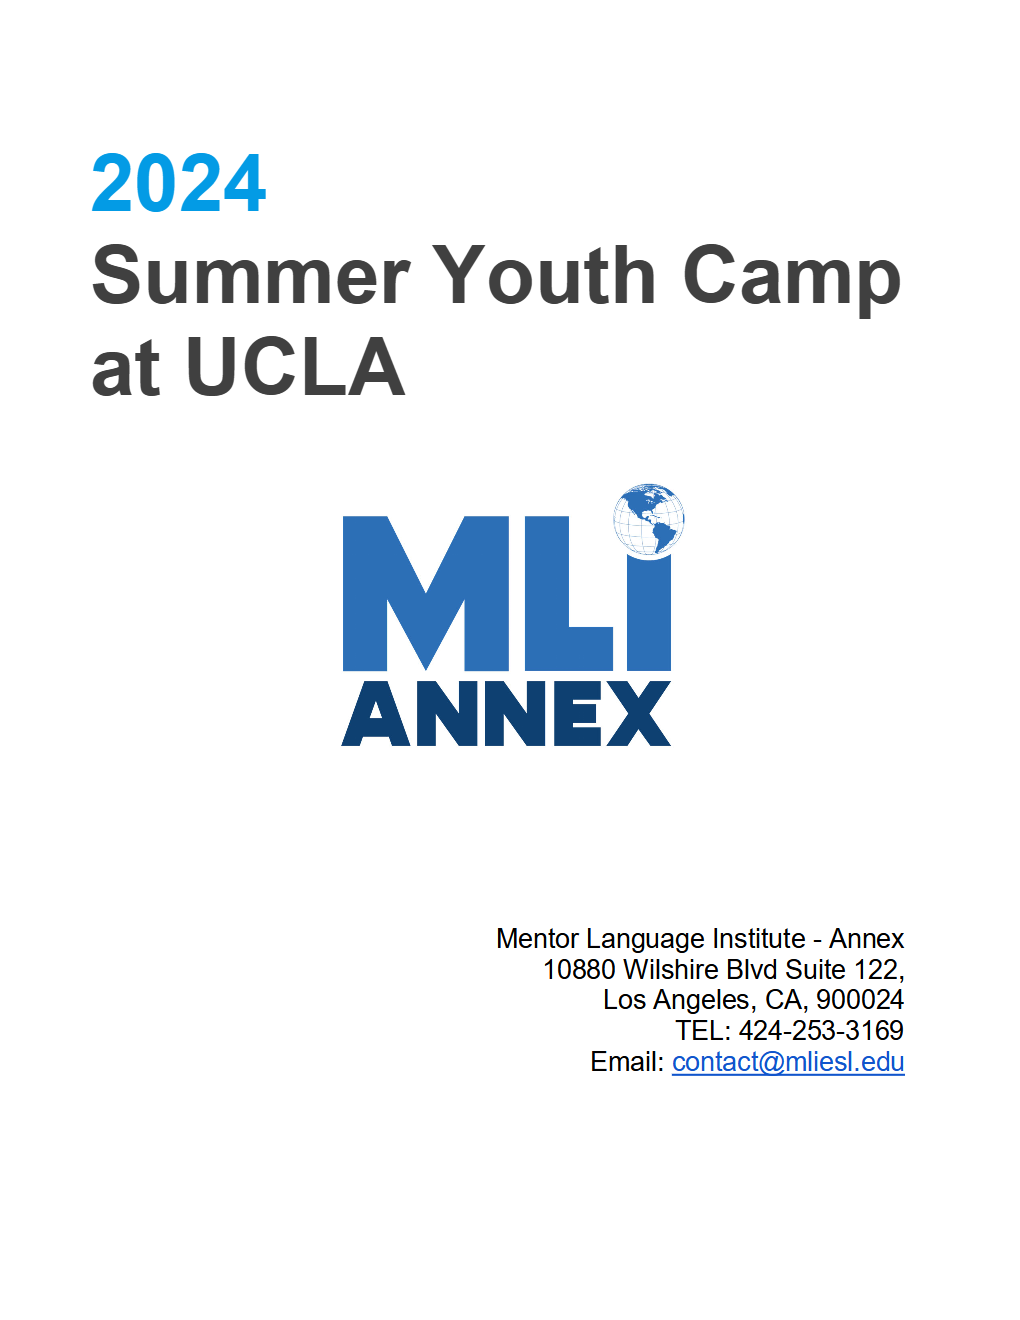 2024
Summer Youth Camp
at UCLA
MLi
ANNEX
Mentor Language Institute - Annex
10880 Wilshire Blvd Suite 122,
Los Angeles, CA, 900024
TEL: 424-253-3169
Email: contact@mliesl.edu